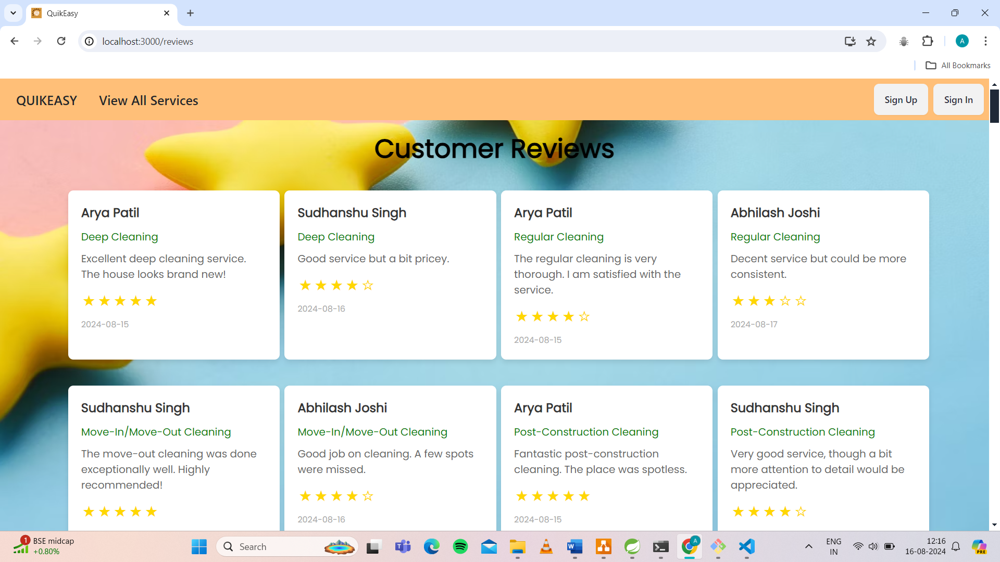 QuikEasy
localhost:3000/reviews
A
All Bookmarks
QUIKEASY
View All Services
Sign Up
Sign In
Customer Reviews
Arya Patil
Deep Cleaning
Excellent deep cleaning service.
The house looks brand new!
★★★★★
2024-08-15
Sudhanshu Singh
Deep Cleaning
Good service but a bit pricey.
★★★★☆
2024-08-16
Arya Patil
Regular Cleaning
The regular cleaning is very
thorough. I am satisfied with the
service.
★★★★☆
2024-08-15
Abhilash Joshi
Regular Cleaning
Decent service but could be more
consistent.
★★★☆☆
2024-08-17
Sudhanshu Singh
Move-In/Move-Out Cleaning
The move-out cleaning was done
exceptionally well. Highly
recommended!
★★★★★
Abhilash Joshi
Move-In/Move-Out Cleaning
Good job on cleaning. A few spots
were missed.
★★★★☆
2024-08-16
Arya Patil
Post-Construction Cleaning
Fantastic post-construction
cleaning. The place was spotless.
★★★★★
2024-08-15
Sudhanshu Singh
Post-Construction Cleaning
Very good service, though a bit
more attention to detail would be
appreciated.
★★★★☆
1
BSE midcap
+0.80%
Search
A
ENG
IN
12:16
16-08-2024
PRE